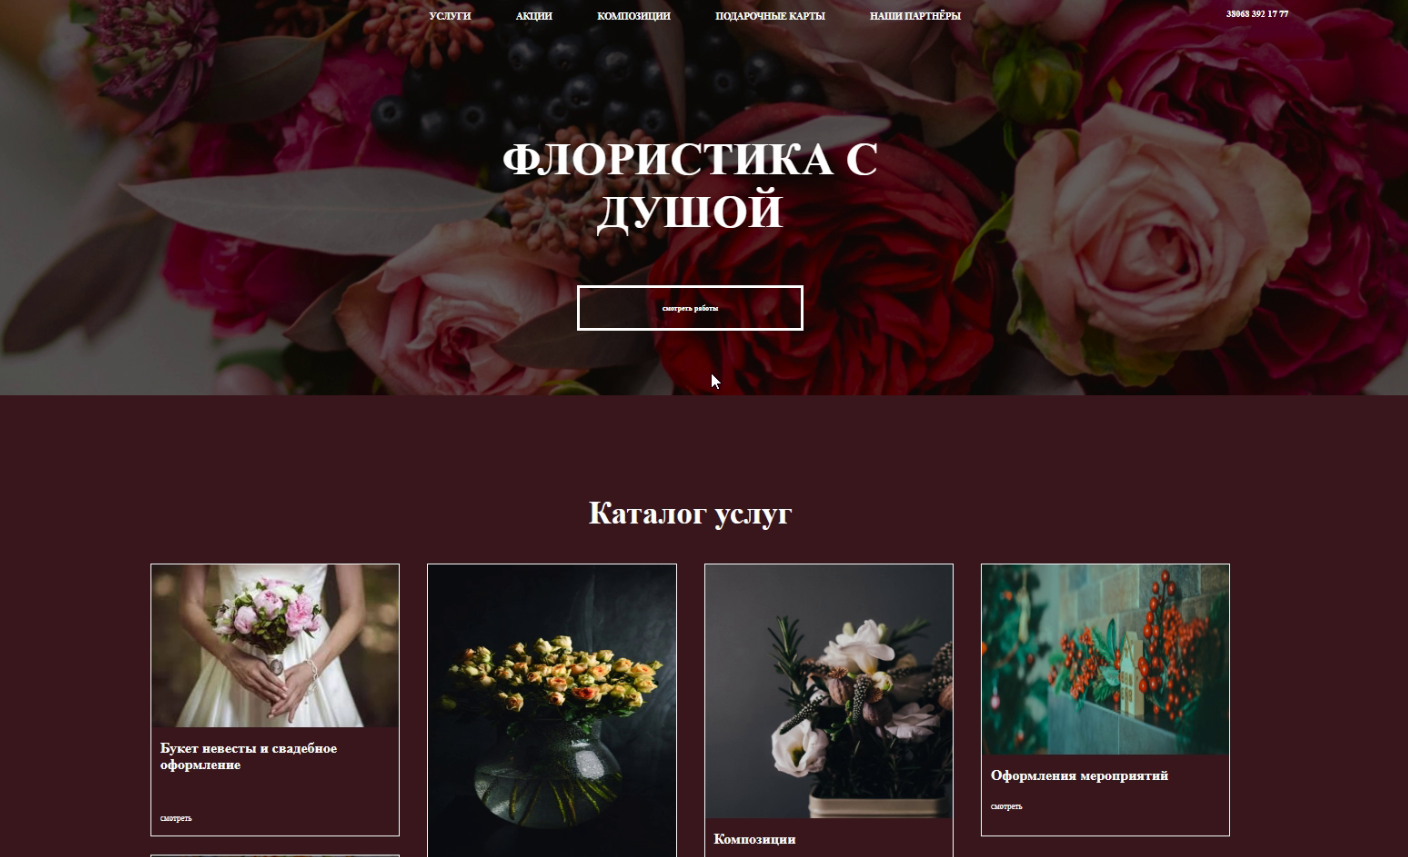 УСЛУГИ АКЦИИ КОМПОЗИЦИИ ПОДАРОЧНЫЕ КАРТЫ НАШИ ПАРТНЁРЫ 38068 392 17 77
ФЛОРИСТИКА С
ДУШОЙ
смотреть работы
Каталог услуг
Букет невесты и свадебное
оформление
смотреть
Композиции
Оформления мероприятий
смотреть